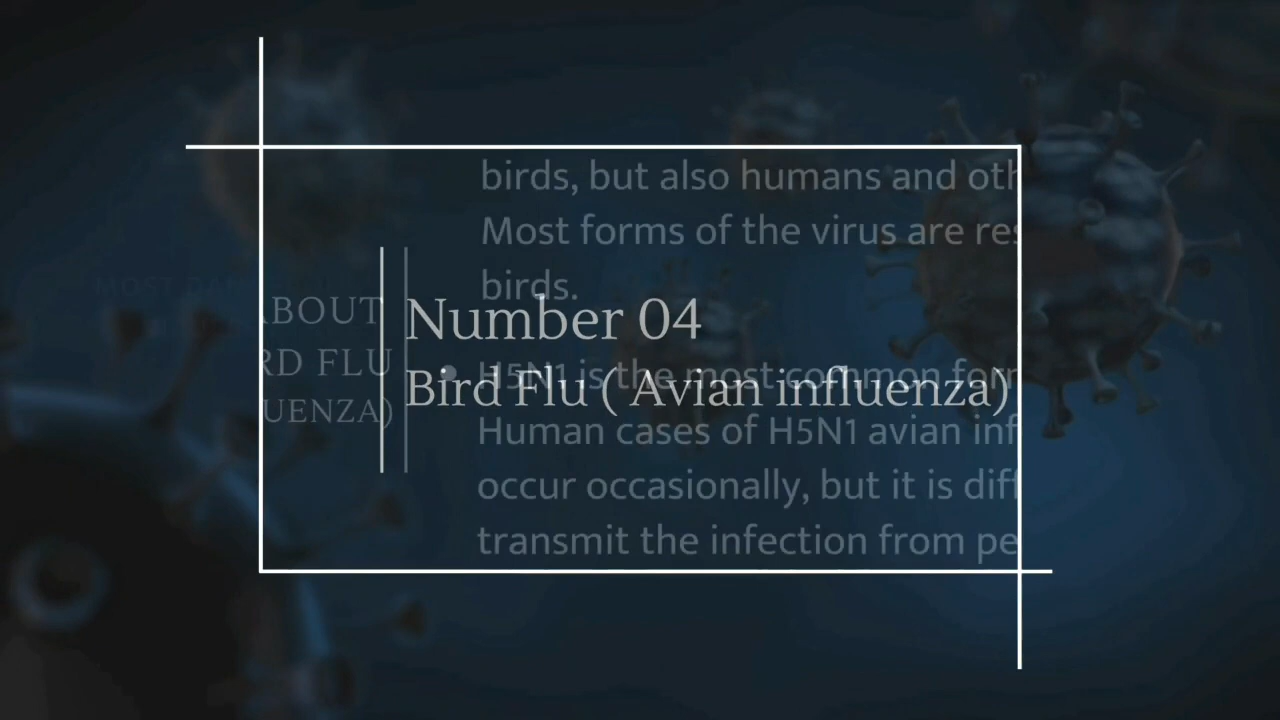 MOST
ABOUT
RD FLU
UENZA)
Number 04
Bird Flu ( Avian influenza)
birds, but also humans and oth
Most forms of the virus are res
birds.
H5N1 is the most common for
Human cases of H5N1 avian inf
occur occasionally, but it is diff
transmit the infection from pe